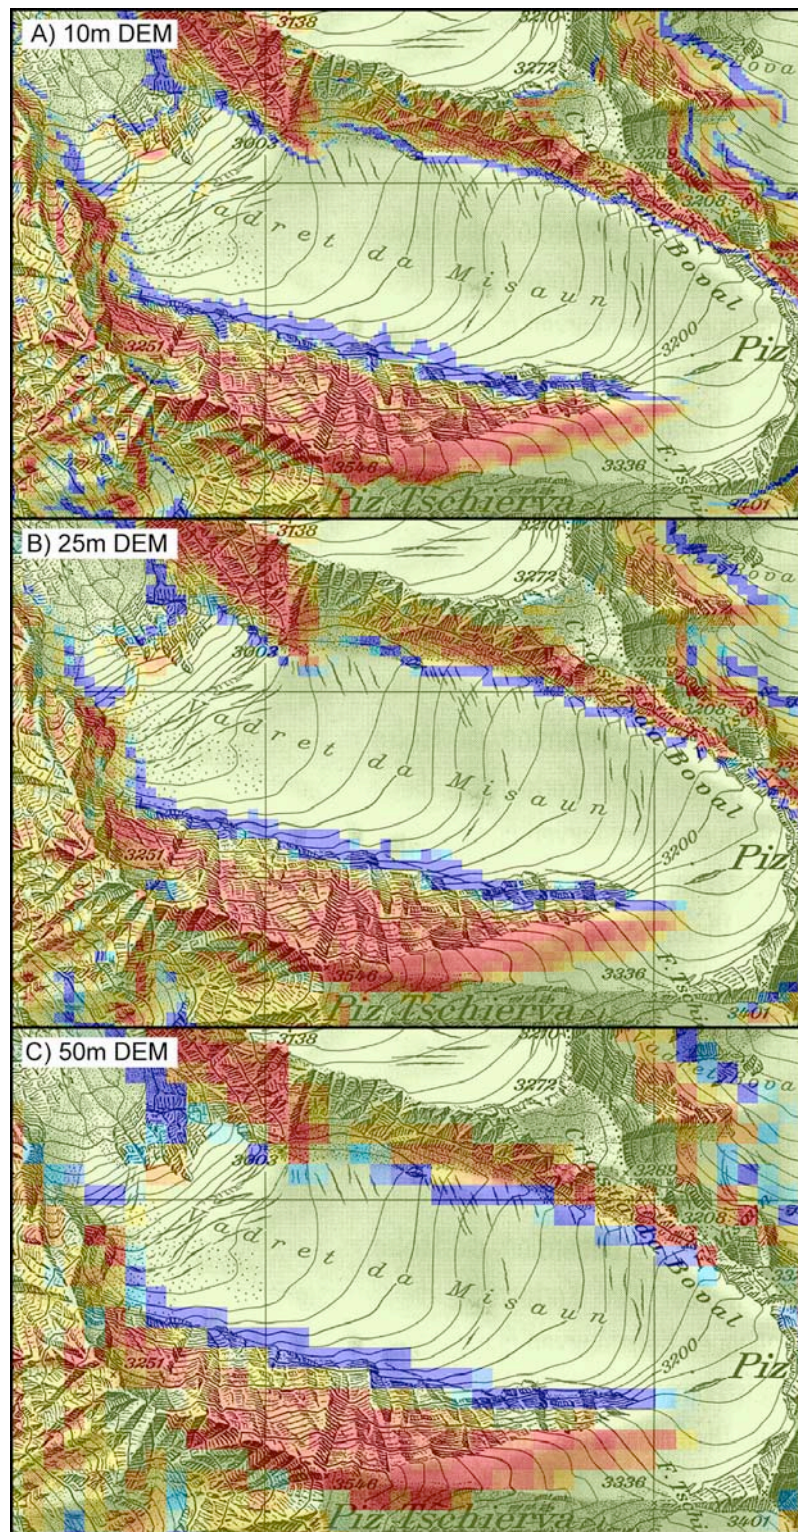 A) 10m DEM
3138
3210
3272
3003
3269
3208
Vadret da Misaun
Boval
3251
3200
Piz
3546
3336
Piz Tschierva
3401
B) 25m DEM
3138
3210
3272
3003
3269
3208
Vadret da Misaun
Boval
3251
3200
Piz
3546
3336
Piz Tschierva
3401
C) 50m DEM
3138
3210
3272
3003
3269
3208
Vadret da Misaun
Boval
3251
3200
Piz
3546
3336
Piz Tschierva